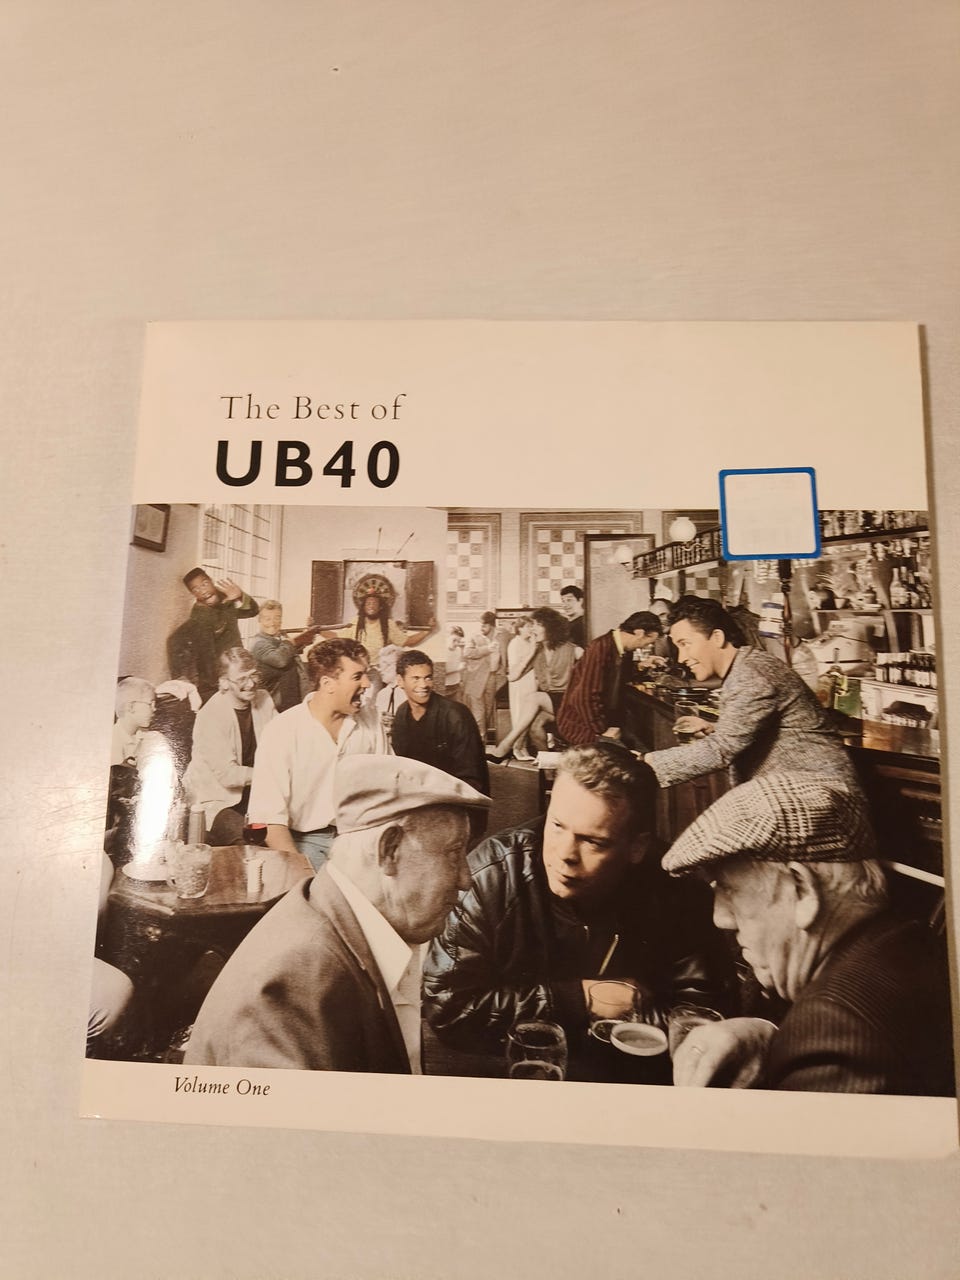 The Best of
UB40
Volume One